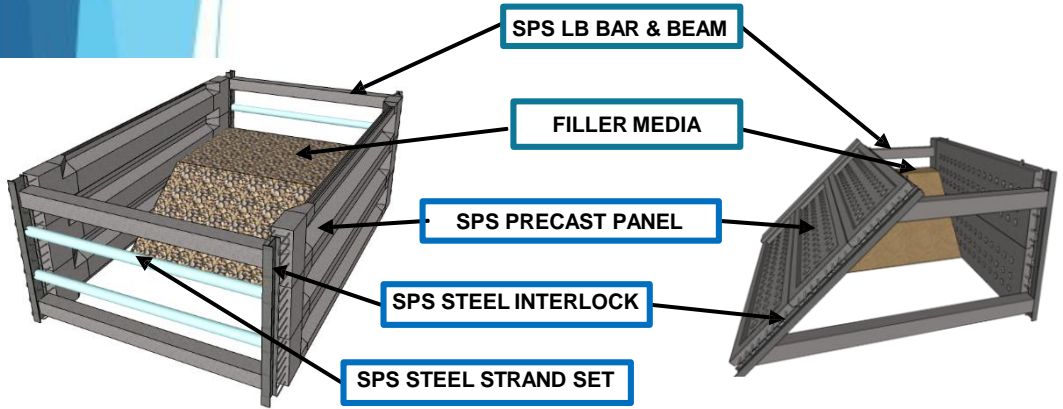 SPS LB BAR & BEAM
FILLER MEDIA
SPS PRECAST PANEL
SPS STEEL INTERLOCK
SPS STEEL STRAND SET